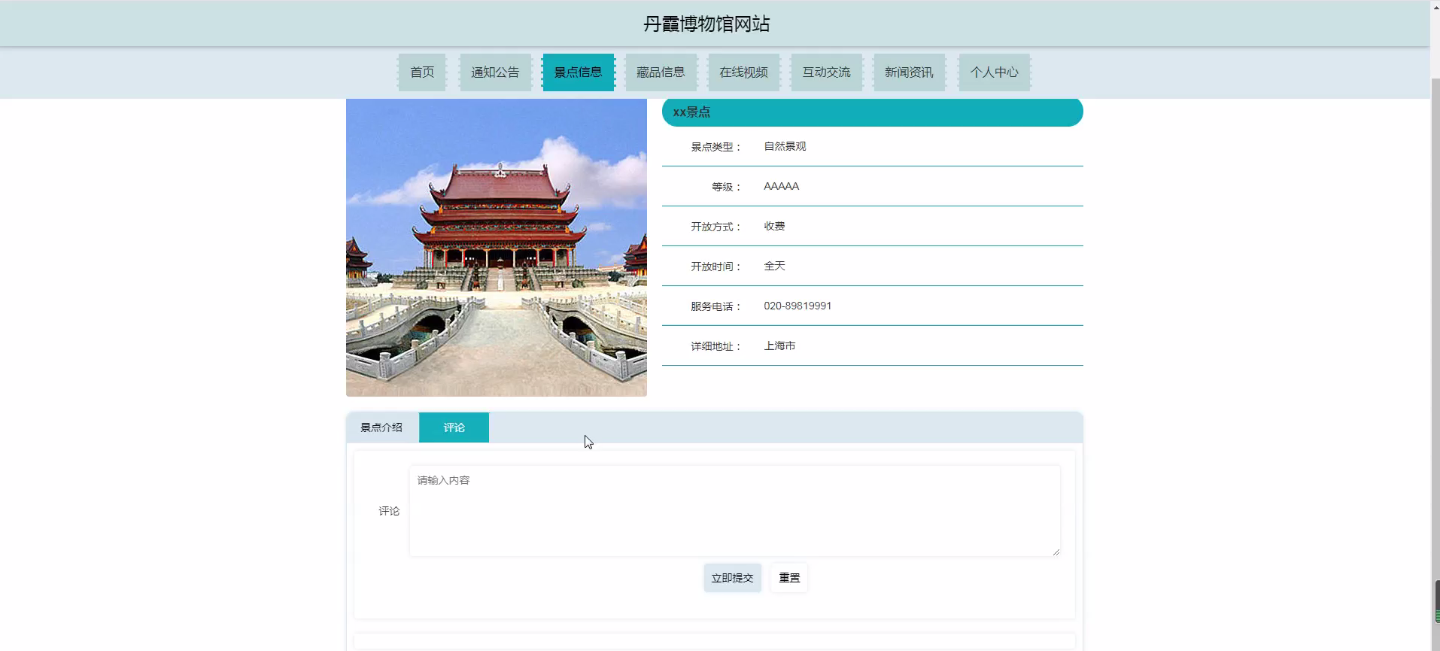 丹霞博物馆网站
首页 通知公告 景点信息 藏品信息 在线视频 互动交流 新闻资讯 个人中心
xx景点
景点类型： 自然景观
等级： AAAAA
开放方式： 收费
开放时间： 全天
服务电话： 020-89819991
详细地址： 上海市
景点介绍 评论
请输入内容
评论
立即提交 重置